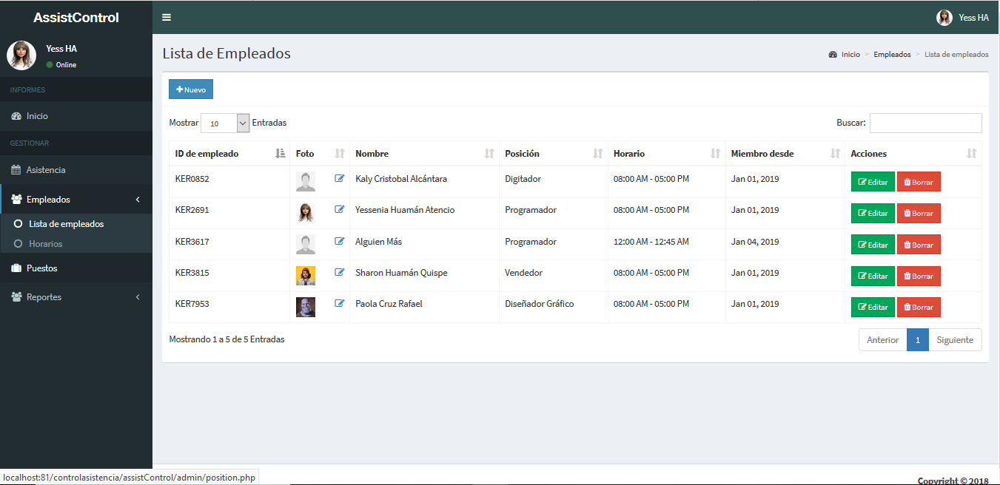 AssistControl
Yess HA
Yess HA
Online
INFORMES
Inicio
GESTIONAR
Asistencia
Empleados
Lista de empleados
Horarios
Puestos
Reportes
Lista de Empleados
Inicio > Empleados > Lista de empleados
Nuevo
Mostrar 10 Entradas
Buscar:
ID de empleado Foto Nombre Posición Horario Miembro desde Acciones
KER0852 Kaly Cristobal Alcántara Digitador 08:00 AM - 05:00 PM Jan 01, 2019 Editar Borrar
KER2691 Yessenia Huamán Atencio Programador 08:00 AM - 05:00 PM Jan 01, 2019 Editar Borrar
KER3617 Alguien Más Programador 12:00 AM - 12:45 AM Jan 04, 2019 Editar Borrar
KER3815 Sharon Huamán Quispe Vendedor 08:00 AM - 05:00 PM Jan 01, 2019 Editar Borrar
KER7953 Paola Cruz Rafael Diseñador Gráfico 08:00 AM - 05:00 PM Jan 01, 2019 Editar Borrar
Mostrando 1 a 5 de 5 Entradas
Anterior 1 Siguiente
localhost:81/controlasistencia/assistControl/admin/position.php
Copyright © 2018